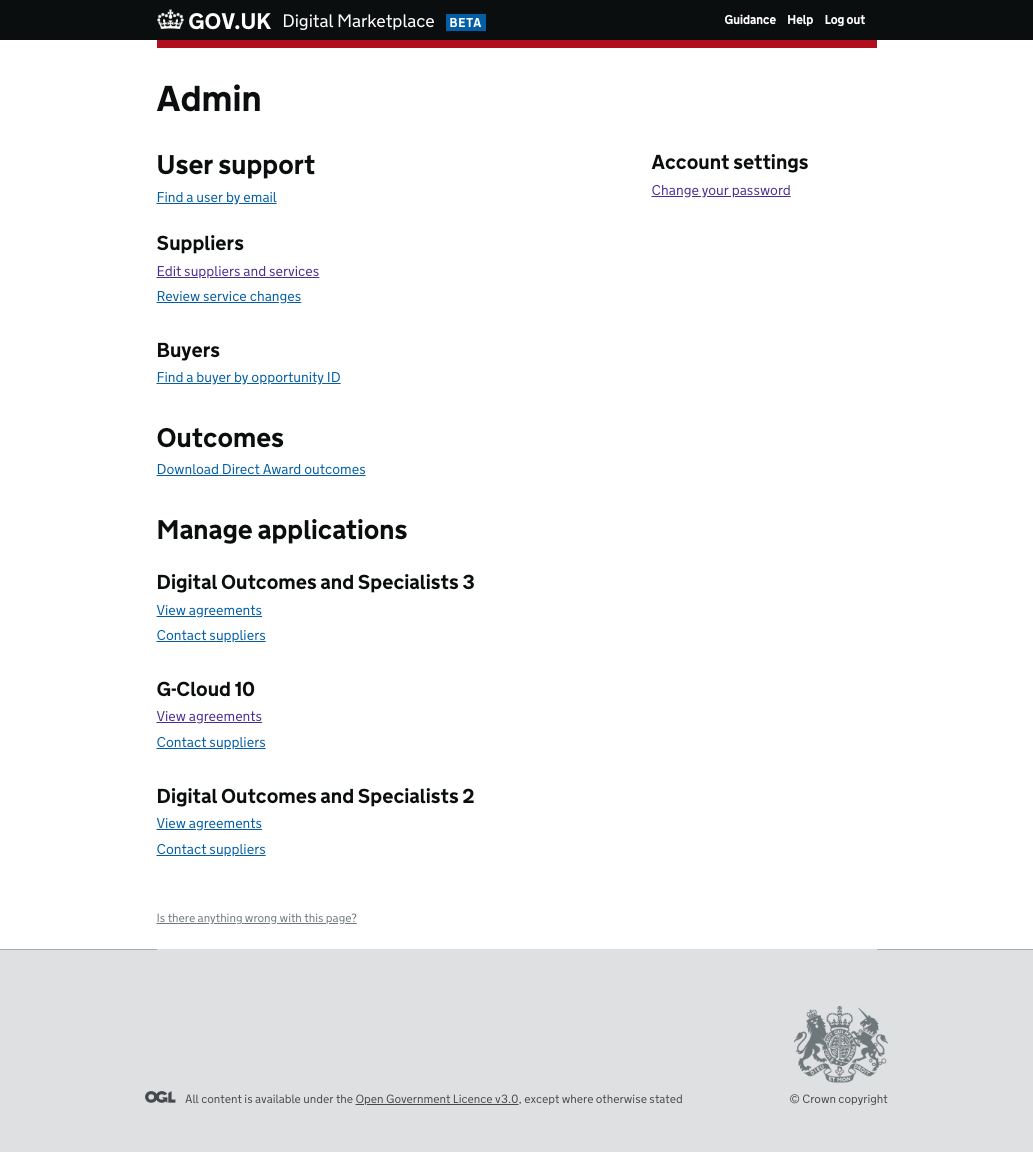 GOV.UK Digital Marketplace BETA Guidance Help Log out
Admin
User support
Find a user by email
Suppliers
Edit suppliers and services
Review service changes
Buyers
Find a buyer by opportunity ID
Outcomes
Download Direct Award outcomes
Manage applications
Digital Outcomes and Specialists 3
View agreements
Contact suppliers
G-Cloud 10
View agreements
Contact suppliers
Digital Outcomes and Specialists 2
View agreements
Contact suppliers
Account settings
Change your password
Is there anything wrong with this page?
OGL All content is available under the Open Government Licence v3.0, except where otherwise stated
© Crown copyright